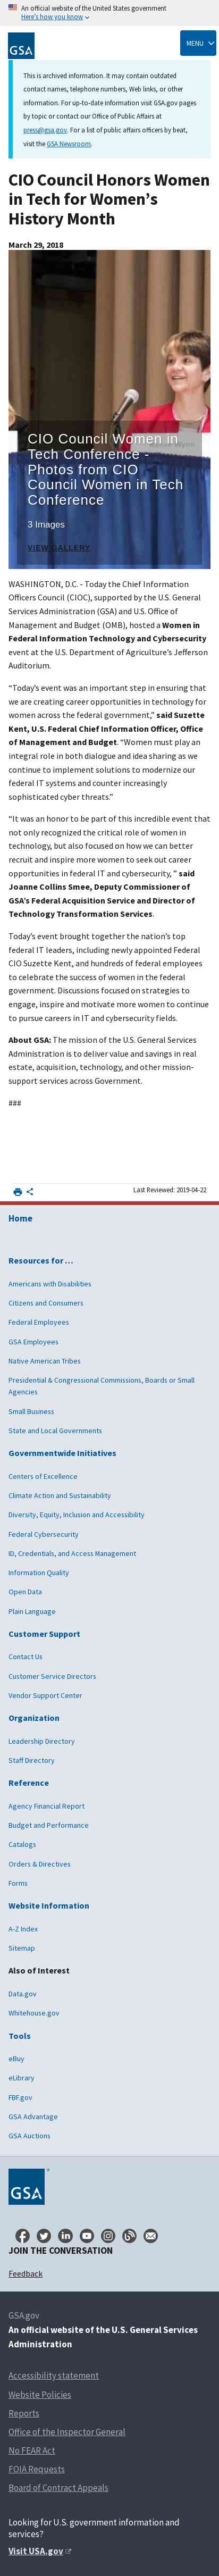 An official website of the United States government
Here's how you know
GSA
MENU
This is archived information. It may contain outdated
contact names, telephone numbers, Web links, or other
information. For up-to-date information visit GSA.gov pages
by topic or contact our Office of Public Affairs at
press@gsa.gov. For a list of public affairs officers by beat,
visit the GSA Newsroom.
CIO Council Honors Women
in Tech for Women’s
History Month
March 29, 2018
CIO Council Women in
Tech Conference -
Photos from CIO
Council Women in Tech
Conference
3 Images
VIEW GALLERY
WASHINGTON, D.C. - Today the Chief Information
Officers Council (CIOC), supported by the U.S. General
Services Administration (GSA) and U.S. Office of
Management and Budget (OMB), hosted a Women in
Federal Information Technology and Cybersecurity
event at the U.S. Department of Agriculture’s Jefferson
Auditorium.
“Today’s event was an important step in ensuring that
we are creating opportunities for women in technology
across the federal government,” said Suzette
Kent, U.S. Federal Chief Information Officer, Office
of Management and Budget. “Women must play an
integral role in both dialogue and idea sharing as we
continue to implement solutions to modernize our
federal IT systems and counter increasingly
sophisticated cyber threats.”
“It was an honor to be part of this incredible event that
not only recognized the critical role of women in
technology, but also focused on how we can better
recruit and inspire more women to seek out career
opportunities in federal IT and cybersecurity, ” said
Joanne Collins Smee, Deputy Commissioner of
GSA’s Federal Acquisition Service and Director of
Technology Transformation Services.
Today’s event brought together the nation’s top
federal IT leaders, including newly appointed Federal
CIO Suzette Kent, and hundreds of federal employees
to celebrate the success of women in the federal
government. Discussions focused on strategies to
engage, inspire and motivate more women to continue
to pursue careers in IT and cybersecurity fields.
About GSA: The mission of the U.S. General Services
Administration is to deliver value and savings in real
estate, acquisition, technology, and other mission-
support services across Government.
###
Last Reviewed: 2019-04-22
Home
Resources for …
Americans with Disabilities
Citizens and Consumers
Federal Employees
GSA Employees
Native American Tribes
Presidential & Congressional Commissions, Boards or Small
Agencies
Small Business
State and Local Governments
Governmentwide Initiatives
Centers of Excellence
Climate Action and Sustainability
Diversity, Equity, Inclusion and Accessibility
Federal Cybersecurity
ID, Credentials, and Access Management
Information Quality
Open Data
Plain Language
Customer Support
Contact Us
Customer Service Directors
Vendor Support Center
Organization
Leadership Directory
Staff Directory
Reference
Agency Financial Report
Budget and Performance
Catalogs
Orders & Directives
Forms
Website Information
A-Z Index
Sitemap
Also of Interest
Data.gov
Whitehouse.gov
Tools
eBuy
eLibrary
FBF.gov
GSA Advantage
GSA Auctions
GSA
JOIN THE CONVERSATION
Feedback
GSA.gov
An official website of the U.S. General Services
Administration
Accessibility statement
Website Policies
Reports
Office of the Inspector General
No FEAR Act
FOIA Requests
Board of Contract Appeals
Looking for U.S. government information and
services?
Visit USA.gov